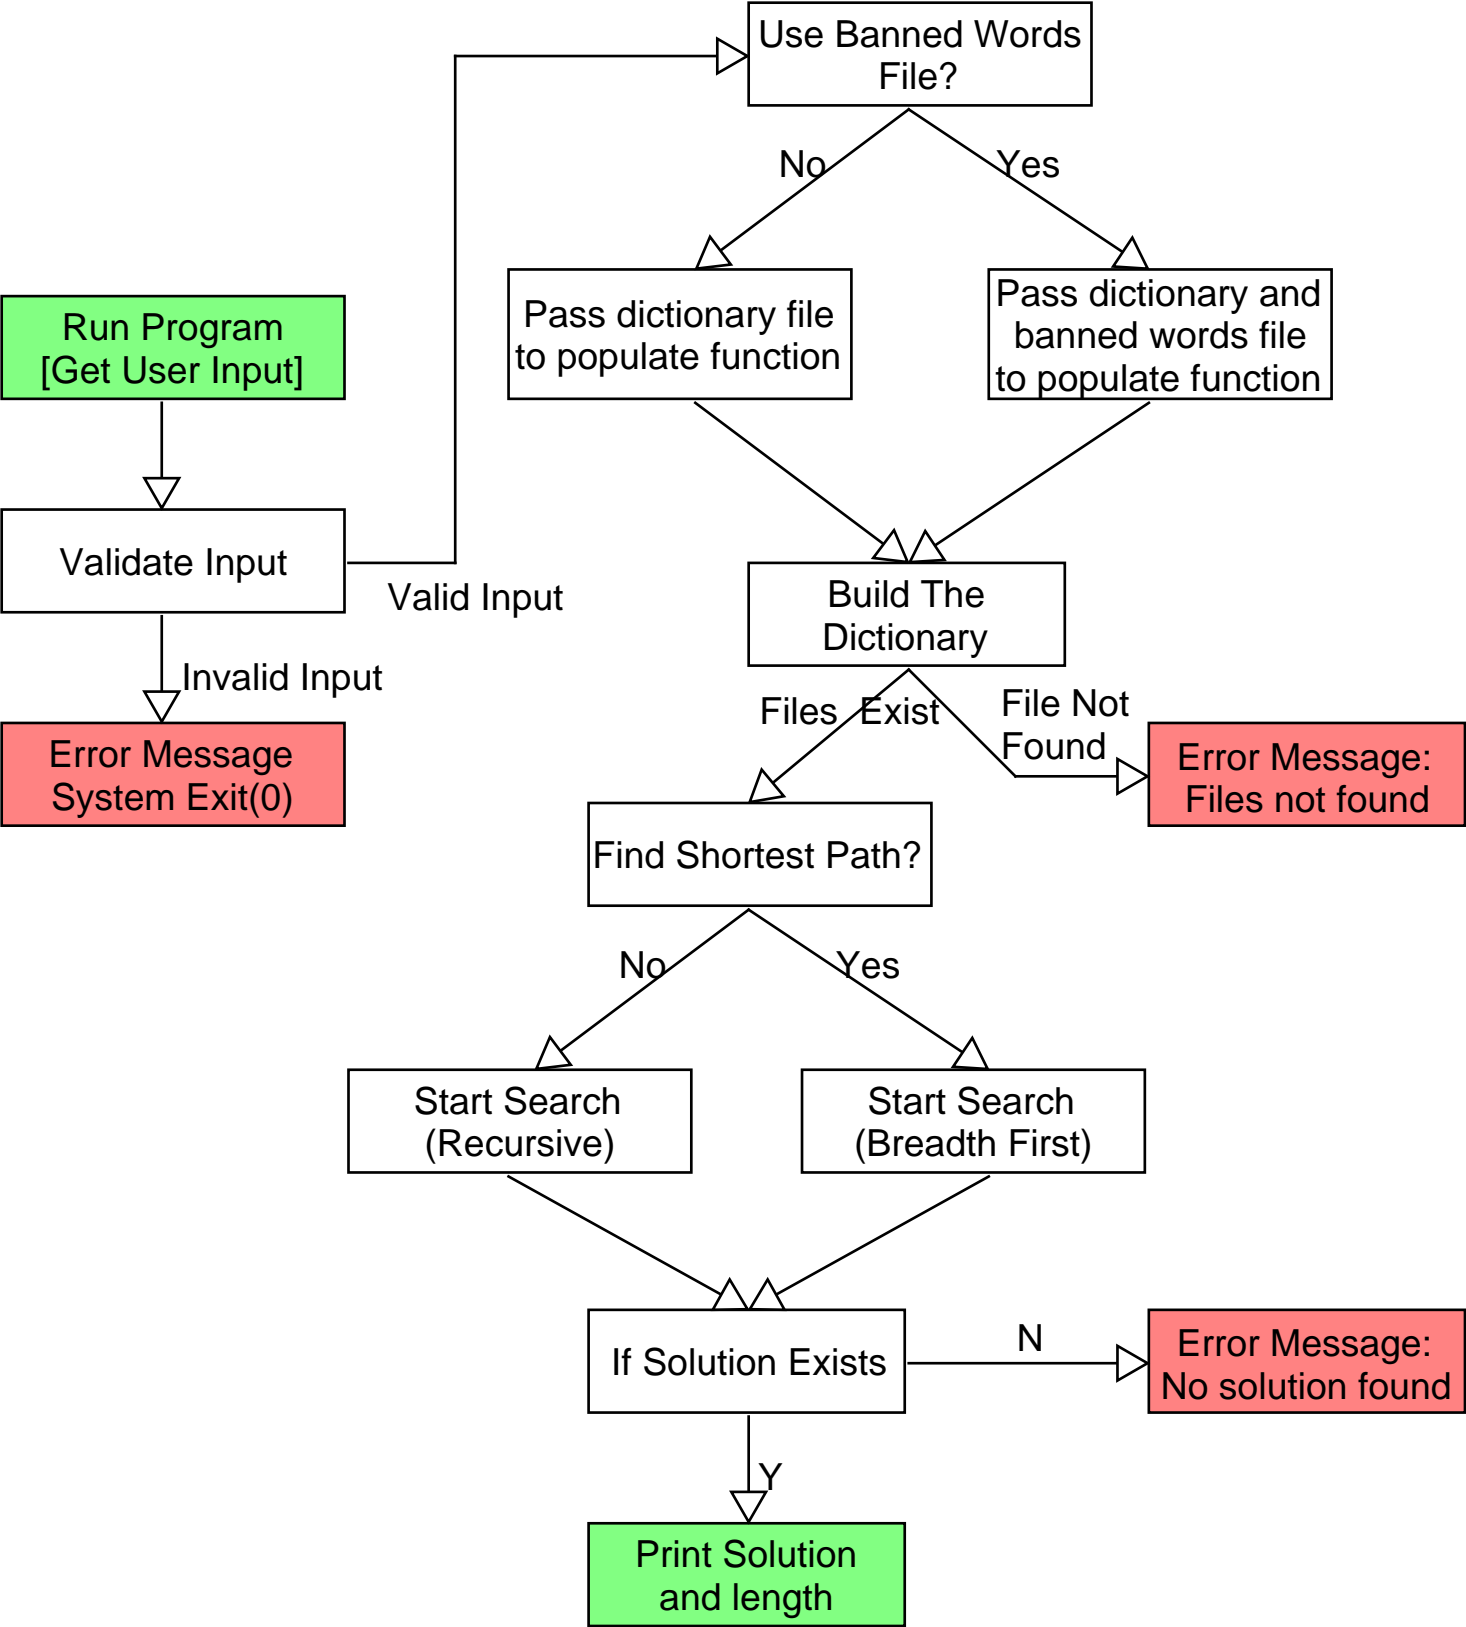 Use Banned Words
File?
No
Yes
Pass dictionary file
to populate function
Pass dictionary and
banned words file
to populate function
Run Program
[Get User Input]
Validate Input
Valid Input
Invalid Input
Error Message
System Exit(0)
Build The
Dictionary
Files Exist
File Not
Found
Error Message:
Files not found
Find Shortest Path?
No
Yes
Start Search
(Recursive)
Start Search
(Breadth First)
If Solution Exists
N
Error Message:
No solution found
Y
Print Solution
and length